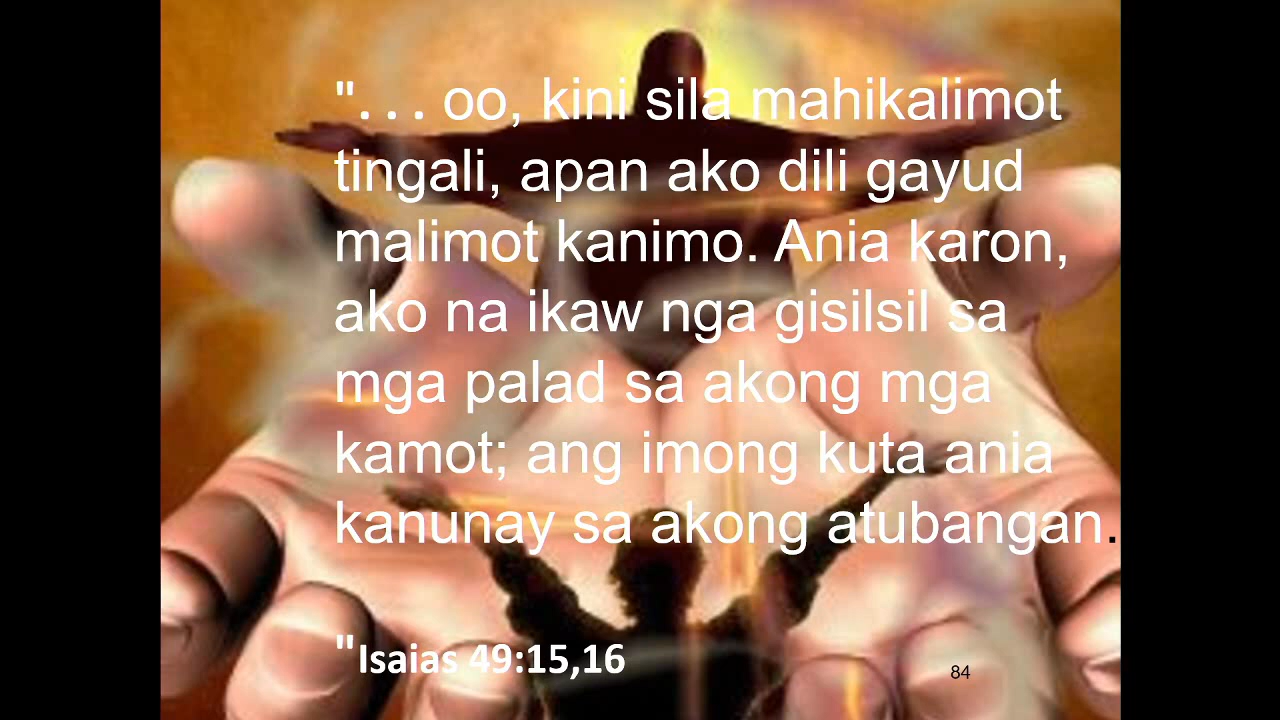 ". . . oo, kini sila mahikalimot
tingali, apan ako dili gayud
malimot kanimo. Ania karon,
ako na ikaw nga gisilsil sa
mga palad sa akong mga
kamot; ang imong kuta ania
kanunay sa akong atubangan.
"Isaias 49:15,16
84